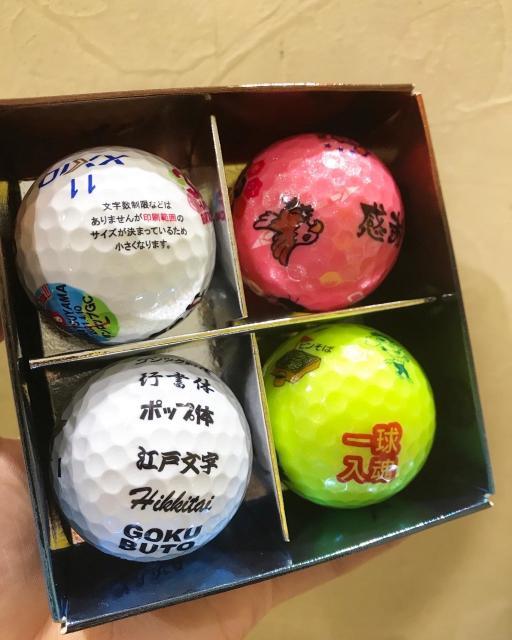 XXIO
11
文字数制限などは
ありませんが印刷範囲の
サイズが決まっているため
小さくなります。
行書体
ポップ体
江戸文字
Hikkitai
GOKU
BUTO
一球
入魂